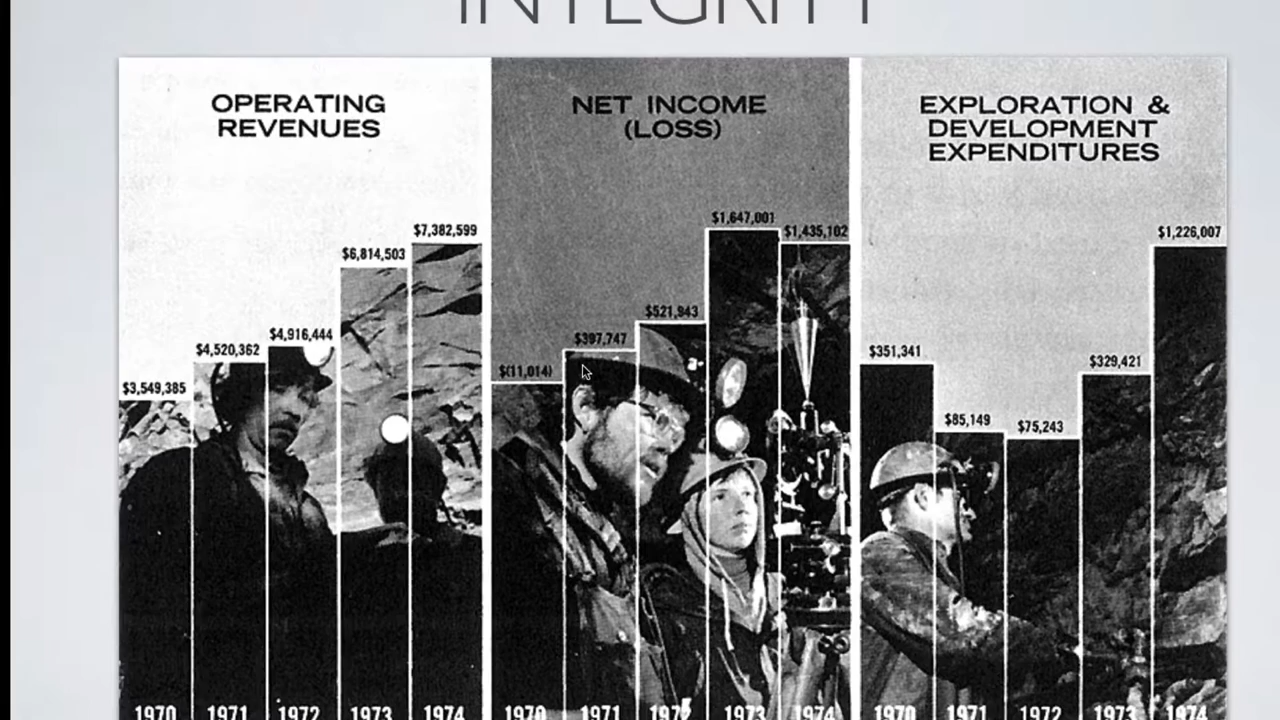 INTEGRITY
OPERATING
REVENUES
$3,549,385
$4,520,362
$4,916,444
$6,814,503
$7,382,599
1970 1971 1972 1973 1974
NET INCOME
(LOSS)
$(11,014)
$397,747
$521,943
$1,647,001
$1,435,102
1970 1971 1972 1973 1974
EXPLORATION &
DEVELOPMENT
EXPENDITURES
$351,341
$85,149
$75,243
$329,421
$1,226,007
1970 1971 1972 1973 1974